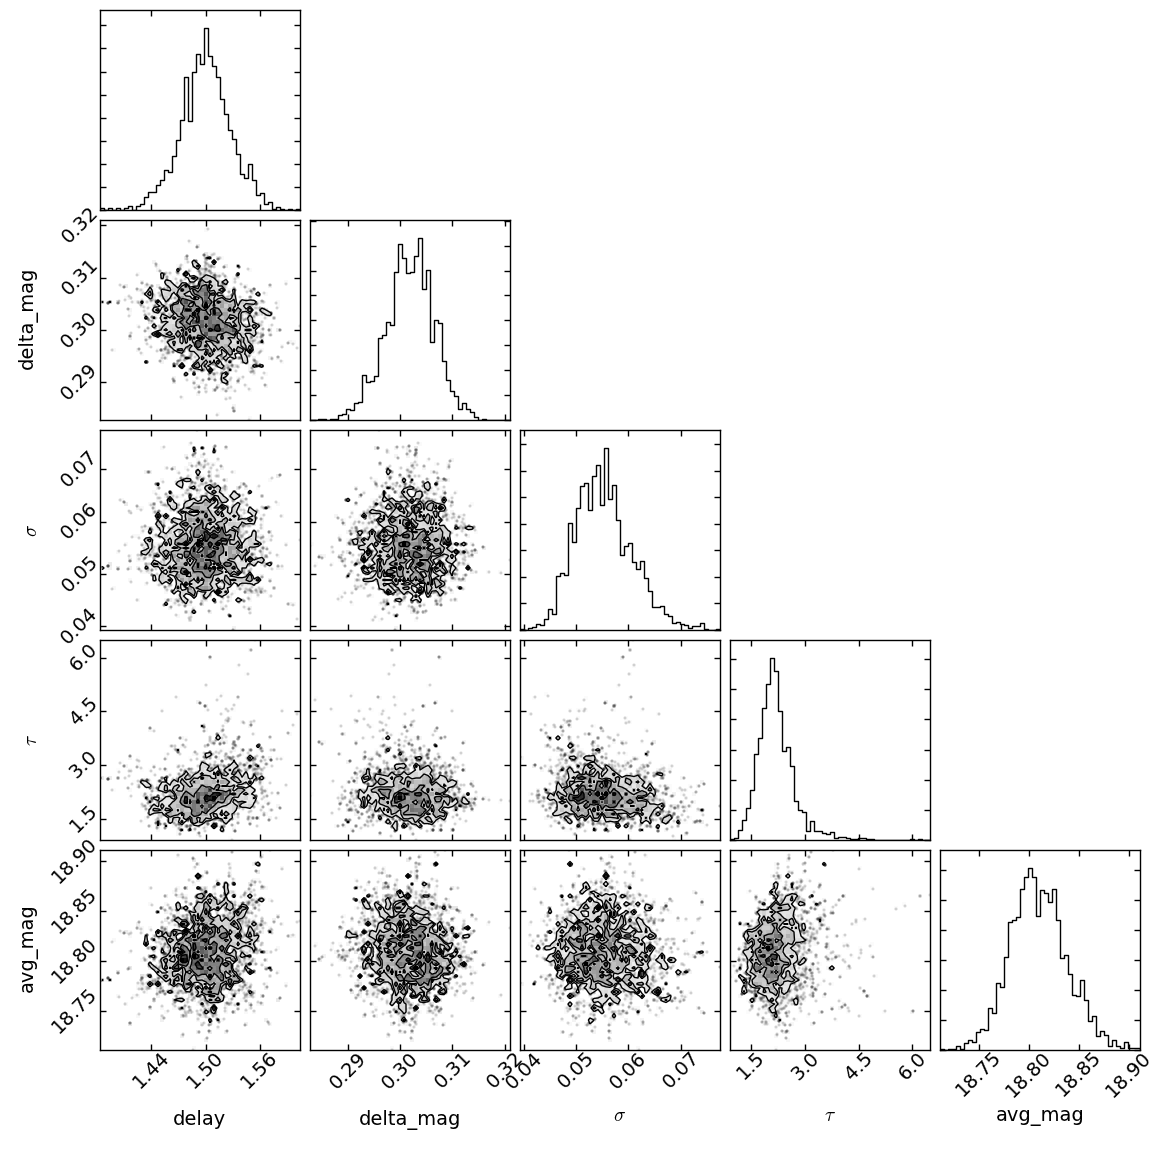 0.32
0.31
0.30
0.29
delta_mag
0.07
0.06
0.05
0.04
σ
6.0
4.5
3.0
1.5
τ
18.90
18.85
18.80
18.75
avg_mag
1.44 1.50 1.56
0.29 0.30 0.31 0.32
0.04 0.05 0.06 0.07
1.5 3.0 4.5 6.0
18.75 18.80 18.85 18.90
delay delta_mag σ τ avg_mag